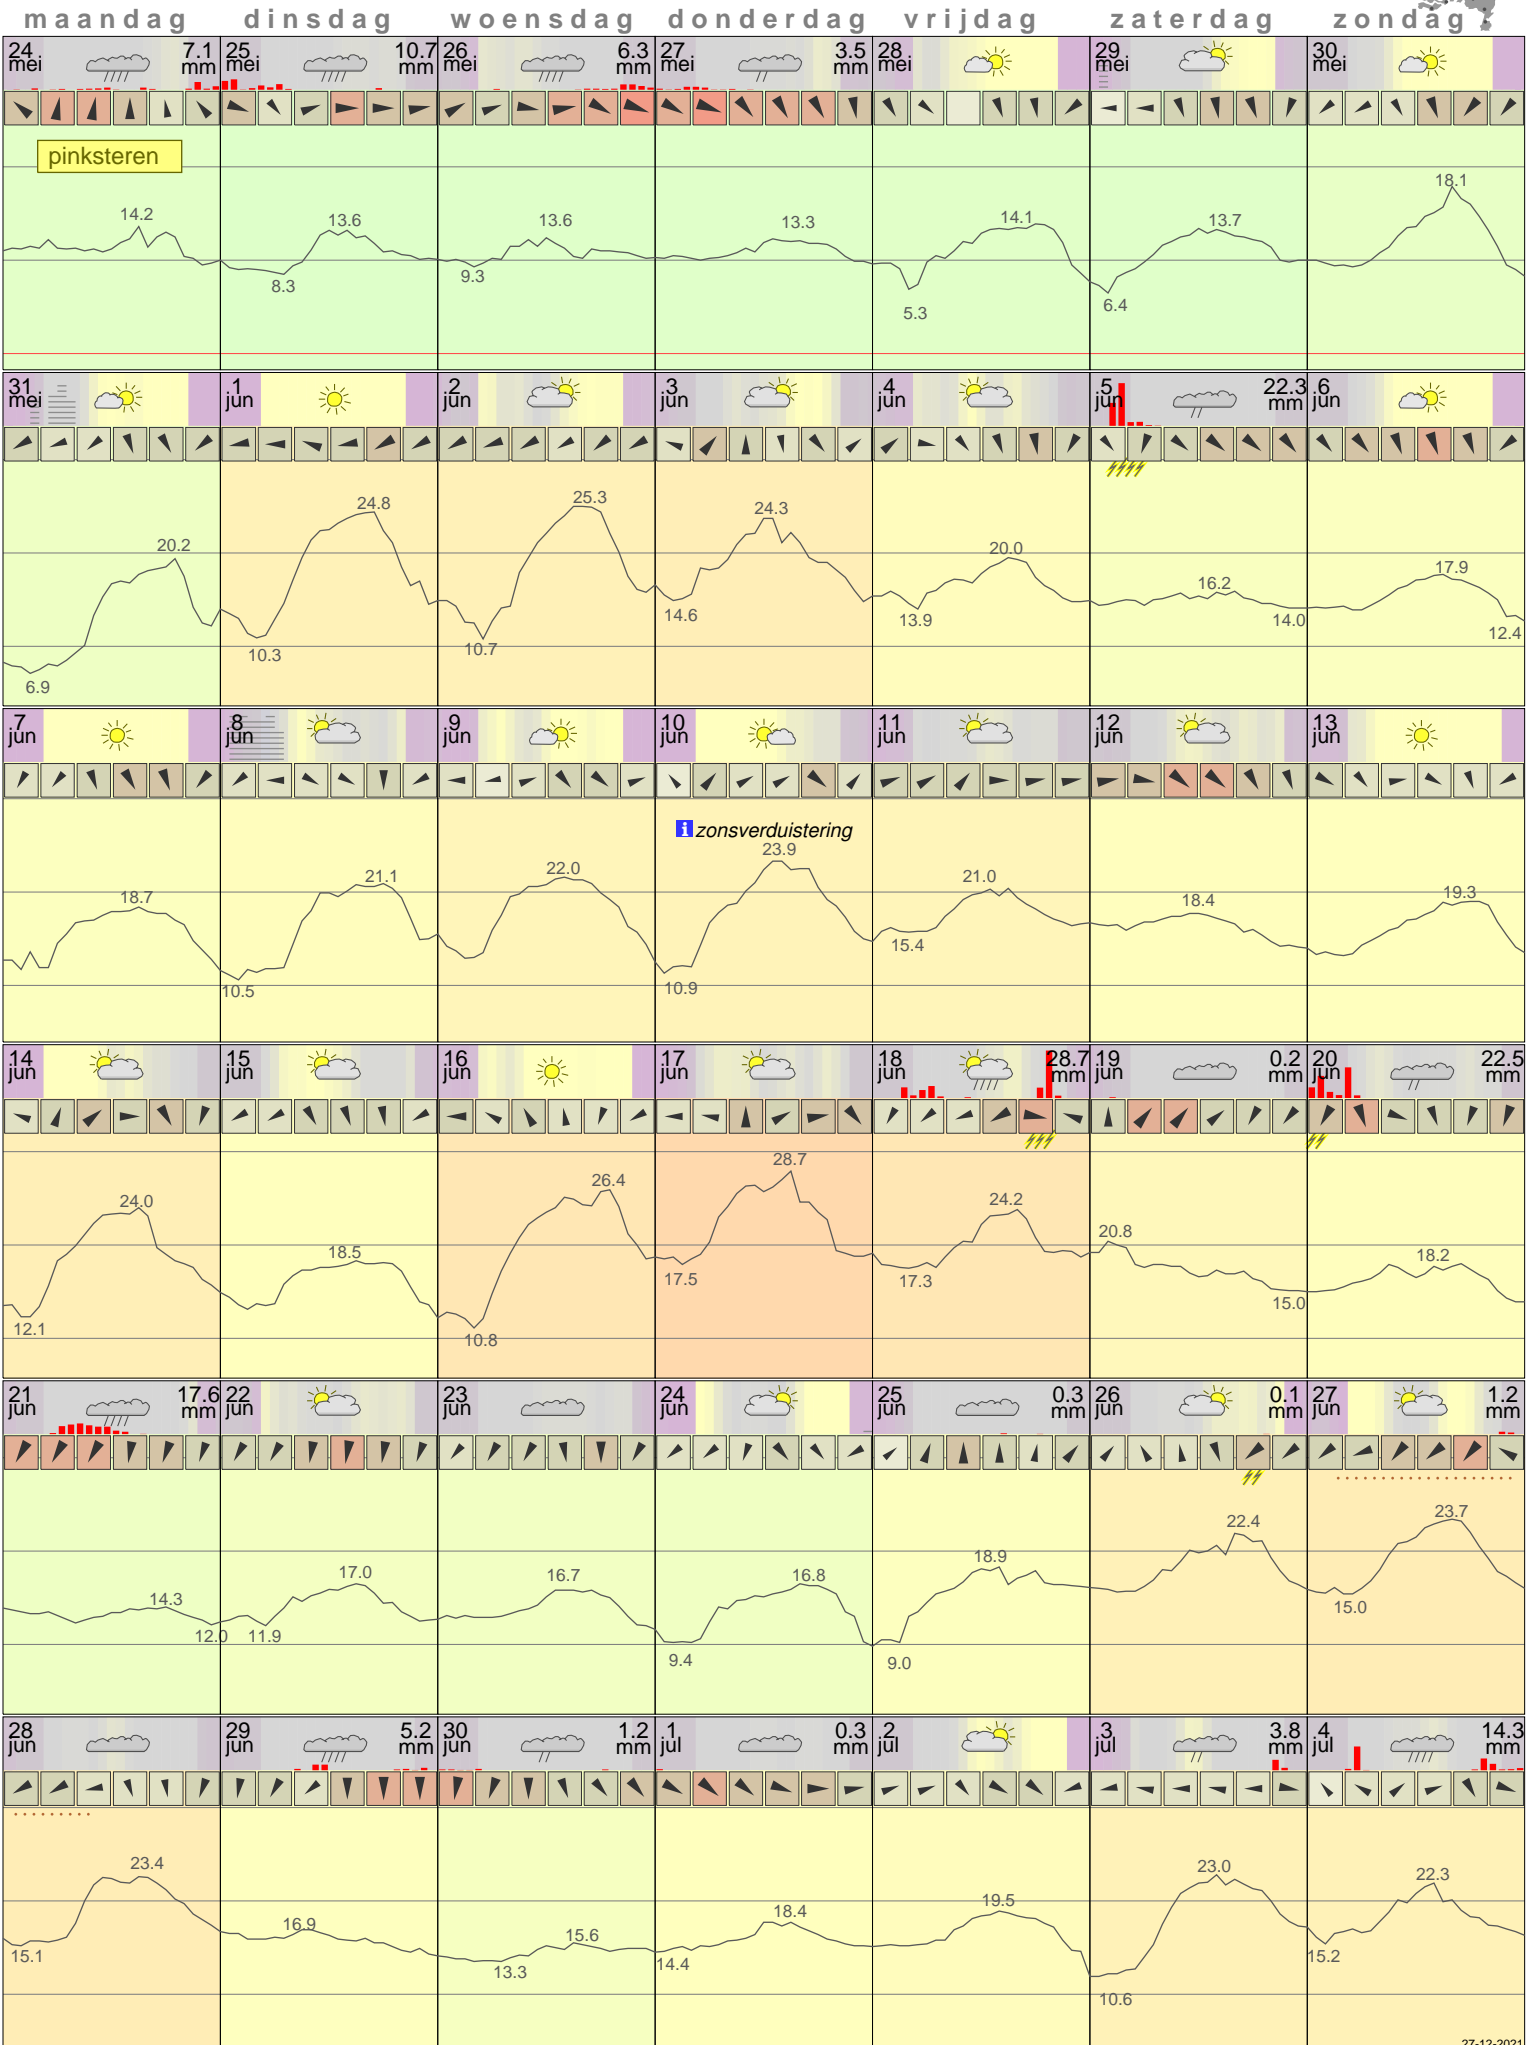 maandag dinsdag woensdag donderdag vrijdag zaterdag zondag
24 7.1 25 10.7 26 6.3 27 3.5 28 29 30
mei mm mei mm mei mm mei mm mei mei mei
pinksteren
14.2 13.6 13.6 13.3 14.1 13.7 18.1
8.3 9.3 5.3 6.4
31 1 2 3 4 5 22.3 6
mei jun jun jun jun jun mm jun
20.2 24.8 25.3 24.3 20.0 16.2 17.9
6.9 10.3 10.7 14.6 13.9 14.0 12.4
7 8 9 10 11 12 13
jun jun jun jun jun jun jun
i zonsverduistering
18.7 21.1 22.0 23.9 21.0 18.4 19.3
10.5 10.9 15.4
14 15 16 17 18 28.7 19 0.2 20 22.5
jun jun jun jun jun mm jun mm jun mm
24.0 18.5 26.4 28.7 24.2 20.8 18.2
12.1 10.8 17.5 17.3 15.0
21 17.6 22 23 24 25 0.3 26 0.1 27 1.2
jun mm jun jun jun jun mm jun mm jun mm
14.3 17.0 16.7 16.8 18.9 22.4 23.7
12.0 11.9 9.4 9.0 15.0
28 29 5.2 30 1.2 1 0.3 2 3 3.8 4 14.3
jun jun mm jun mm jul mm jul jul mm jul mm
23.4 16.9 15.6 18.4 19.5 23.0 22.3
15.1 13.3 14.4 10.6 15.2
27-12-2021